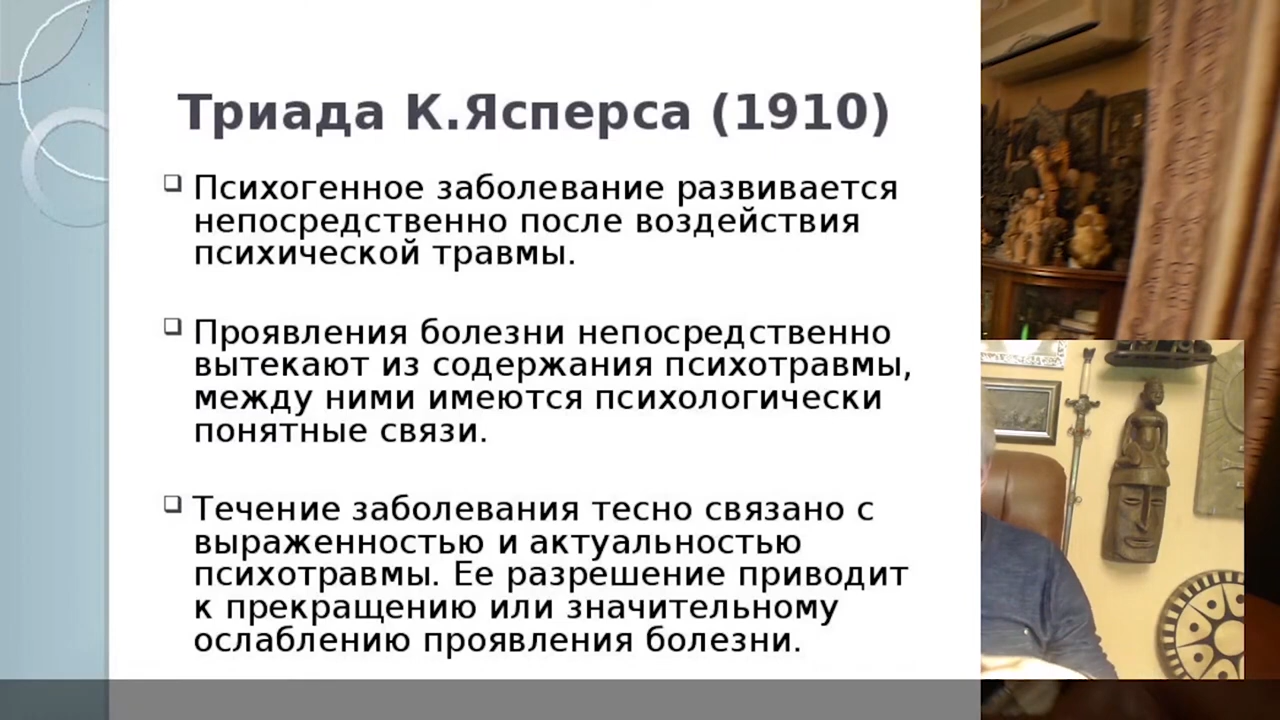 Триада К.Ясперса (1910)
Психогенное заболевание развивается
непосредственно после воздействия
психической травмы.
Проявления болезни непосредственно
вытекают из содержания психотравмы,
между ними имеются психологически
понятные связи.
Течение заболевания тесно связано с
выраженностью и актуальностью
психотравмы. Ее разрешение приводит
к прекращению или значительному
ослаблению проявления болезни.